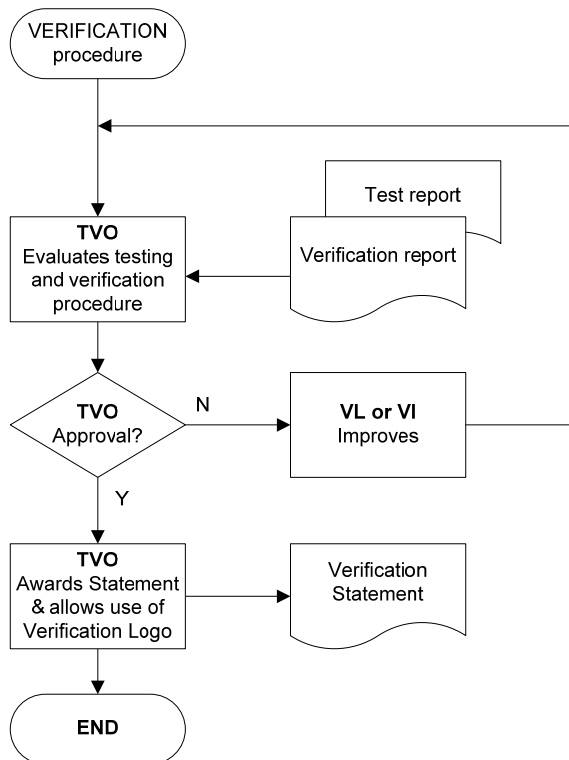 VERIFICATION
procedure
Test report
Verification report
TVO
Evaluates testing
and verification
procedure
TVO
Approval?
N
VL or VI
Improves
Y
TVO
Awards Statement
& allows use of
Verification Logo
Verification
Statement
END